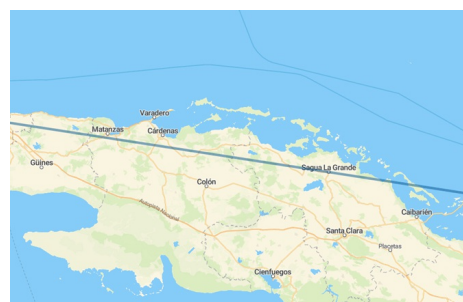 Varadero
Matanzas
Cárdenas
Güines
Sagua La Grande
Colón
Autopista Nacional
Caibarién
Santa Clara
Placetas
Cienfuegos